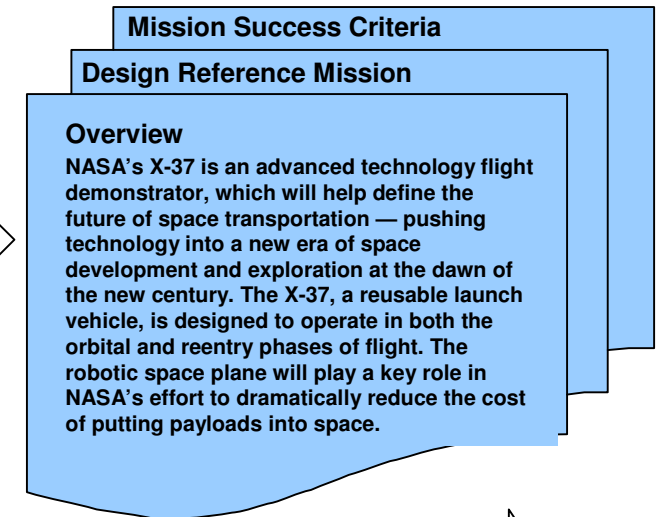 Mission Success Criteria
Design Reference Mission
Overview
NASA’s X-37 is an advanced technology flight
demonstrator, which will help define the
future of space transportation — pushing
technology into a new era of space
development and exploration at the dawn of
the new century. The X-37, a reusable launch
vehicle, is designed to operate in both the
orbital and reentry phases of flight. The
robotic space plane will play a key role in
NASA’s effort to dramatically reduce the cost
of putting payloads into space.